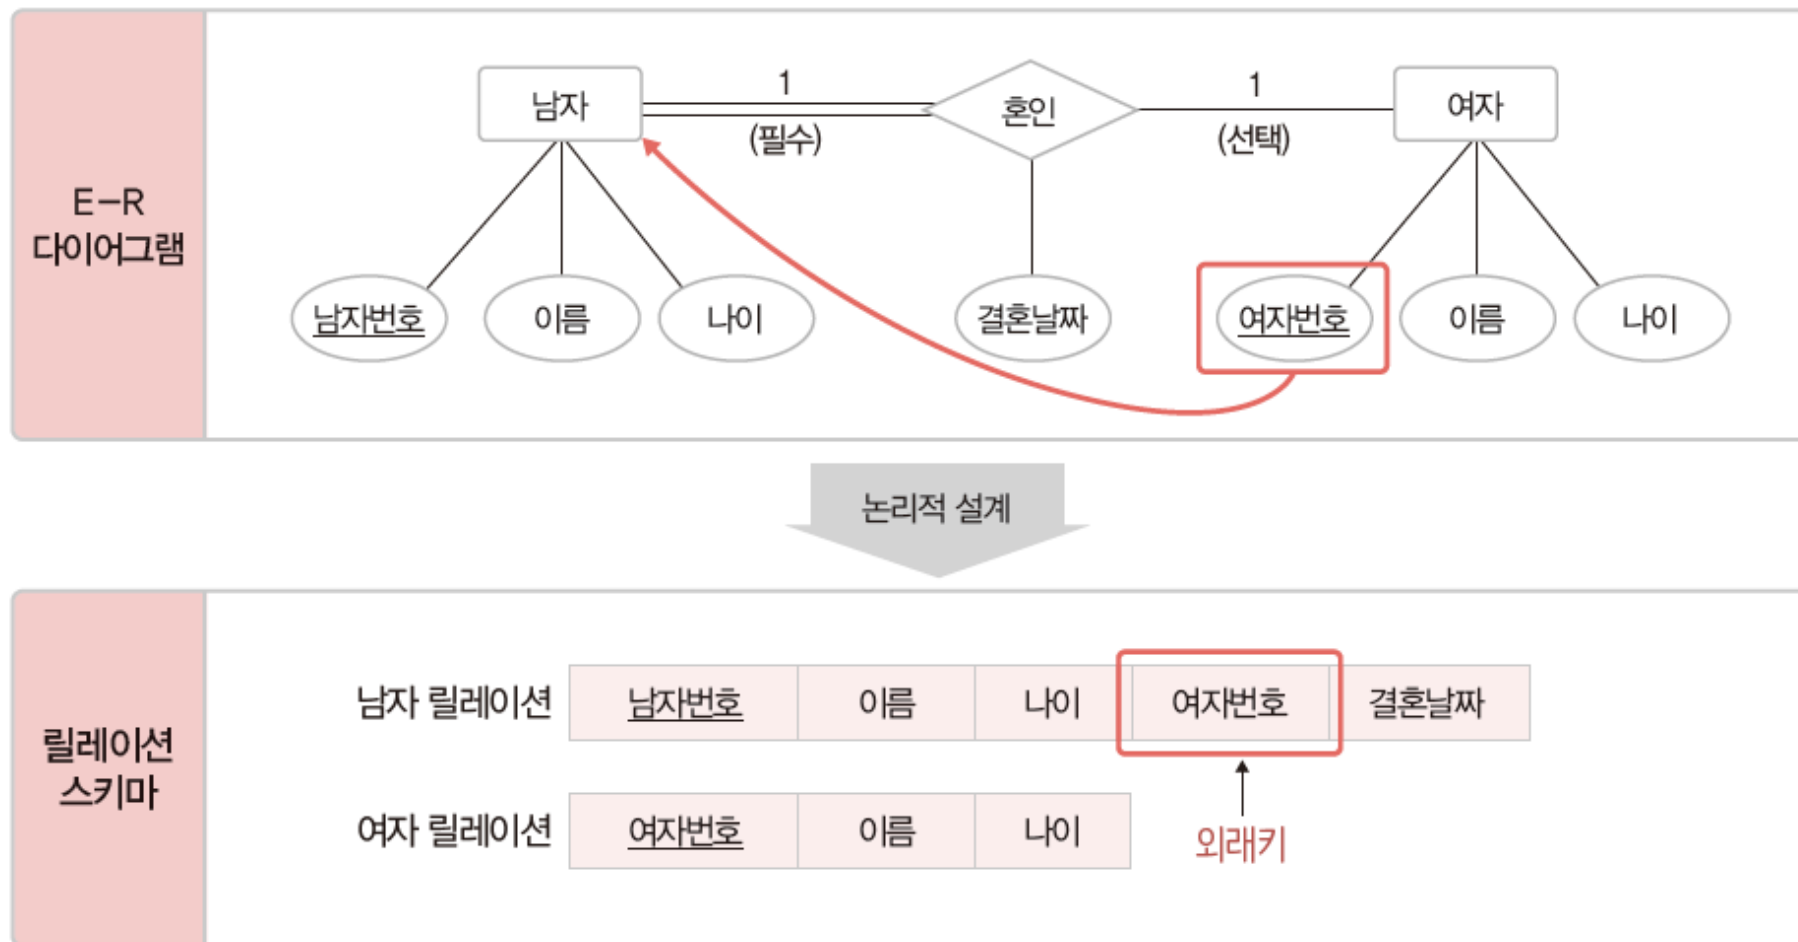 E-R
다이어그램
남자
1
(필수)
혼인
1
(선택)
여자
남자번호
이름
나이
결혼날짜
여자번호
이름
나이
논리적 설계
릴레이션
스키마
남자 릴레이션 남자번호 이름 나이 여자번호 결혼날짜
여자 릴레이션 여자번호 이름 나이
외래키